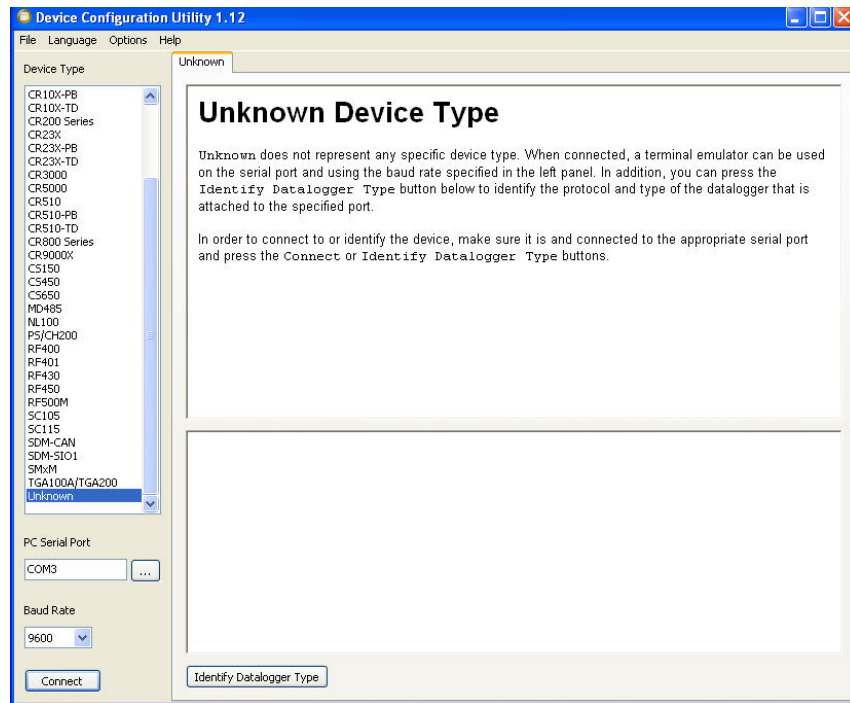 Device Configuration Utility 1.12
File Language Options Help
Device Type
CR10X-PB
CR10X-TD
CR200 Series
CR23X
CR23X-PB
CR23X-TD
CR3000
CR5000
CR510
CR510-PB
CR510-TD
CR800 Series
CR9000X
CS150
CS450
CS650
MD485
NL100
PS/CH200
RF400
RF401
RF430
RF450
RF500M
SC105
SC115
SDM-CAN
SDM-SIO1
SMxM
TGA100A/TGA200
Unknown
PC Serial Port
COM3
...
Baud Rate
9600
Connect
Unknown
Unknown Device Type
Unknown does not represent any specific device type. When connected, a terminal emulator can be used
on the serial port and using the baud rate specified in the left panel. In addition, you can press the
Identify Datalogger Type button below to identify the protocol and type of the datalogger that is
attached to the specified port.
In order to connect to or identify the device, make sure it is and connected to the appropriate serial port
and press the Connect or Identify Datalogger Type buttons.
Identify Datalogger Type